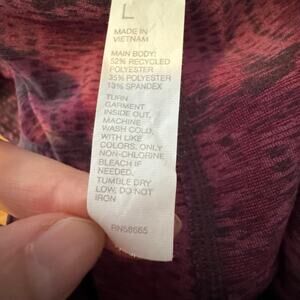 L
MADE IN
VIETNAM
MAIN BODY:
52% RECYCLED
POLYESTER
35% POLYESTER
13% SPANDEX
TURN
GARMENT
INSIDE OUT,
MACHINE
WASH COLD,
WITH LIKE
COLORS, ONLY
NON-CHLORINE
BLEACH IF
NEEDED,
TUMBLE DRY
LOW, DO NOT
IRON
RN58665